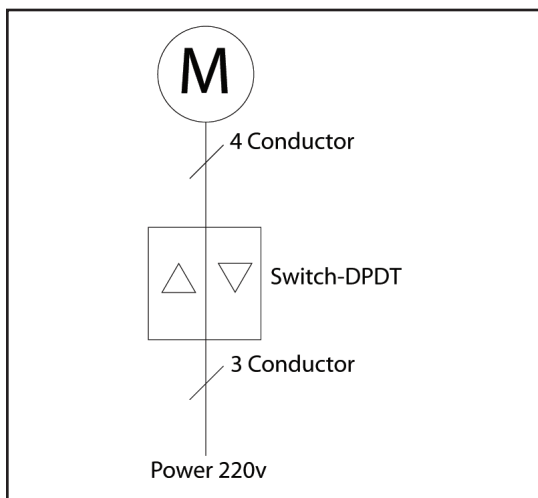 M
4 Conductor
Switch-DPDT
3 Conductor
Power 220v